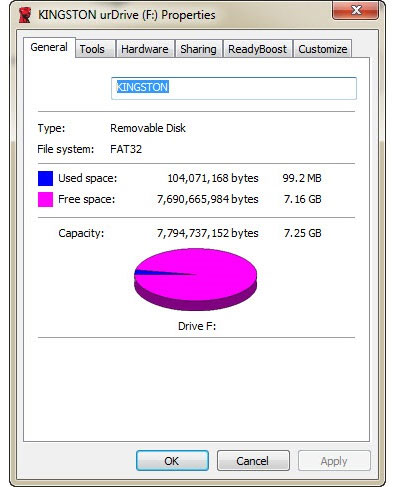 KINGSTON urDrive (F:) Properties
General Tools Hardware Sharing ReadyBoost Customize
KINGSTON
Type: Removable Disk
File system: FAT32
Used space: 104,071,168 bytes 99.2 MB
Free space: 7,690,665,984 bytes 7.16 GB
Capacity: 7,794,737,152 bytes 7.25 GB
Drive F:
OK Cancel Apply